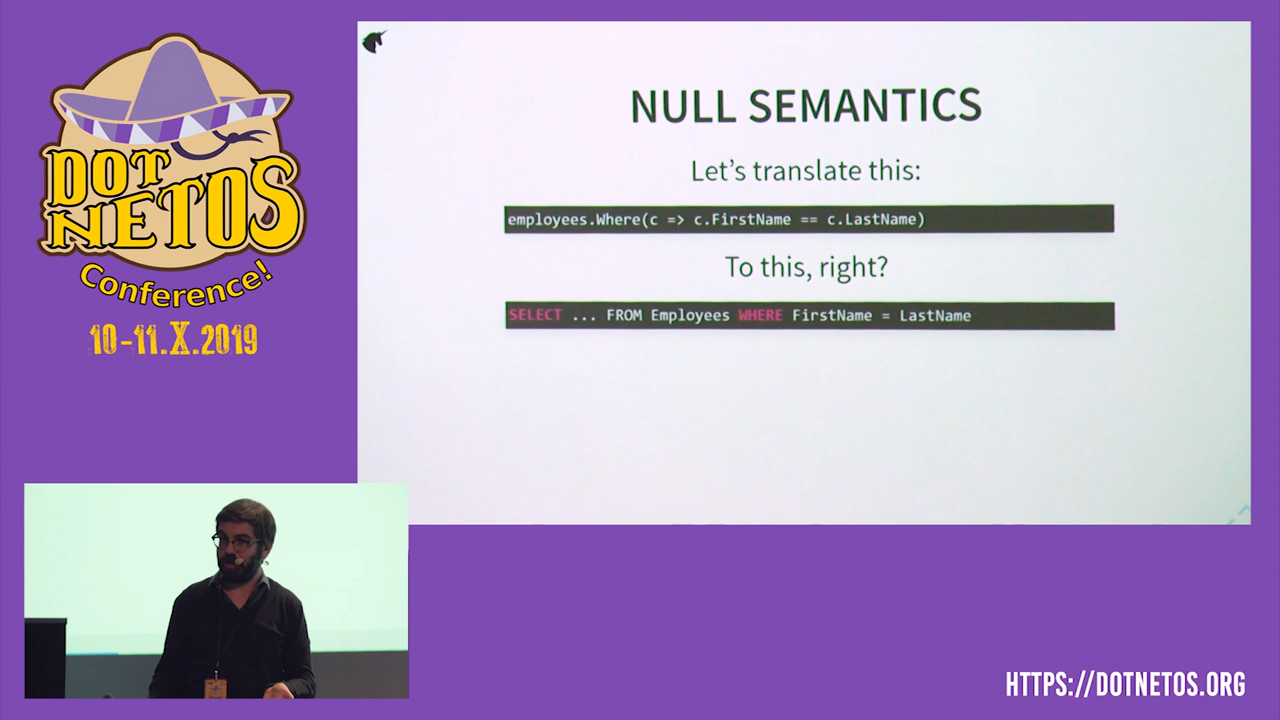 DOT
NETOS
Conference!
10-11.X.2019
NULL SEMANTICS
Let's translate this:
employees.Where(c => c.FirstName == c.LastName)
To this, right?
SELECT ... FROM Employees WHERE FirstName = LastName
HTTPS://DOTNETOS.ORG